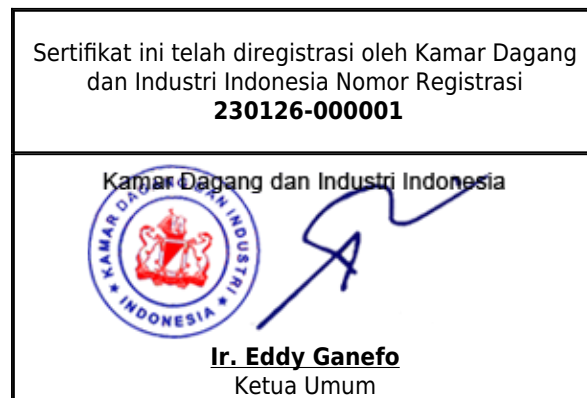 Sertifikat ini telah diregistrasi oleh Kamar Dagang
dan Industri Indonesia Nomor Registrasi
230126-000001
Kamar Dagang dan Industri Indonesia
KAMAR DAGANG DAN INDUSTRI
INDONESIA
Ir. Eddy Ganefo
Ketua Umum